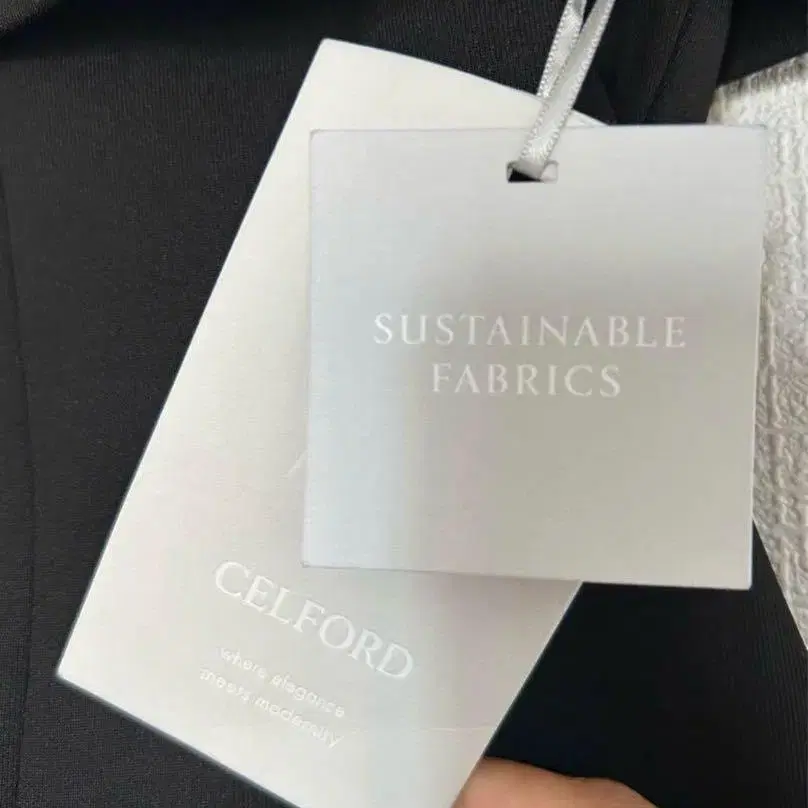 SUSTAINABLE
FABRICS
CELFORD
where elegance
meets modernity